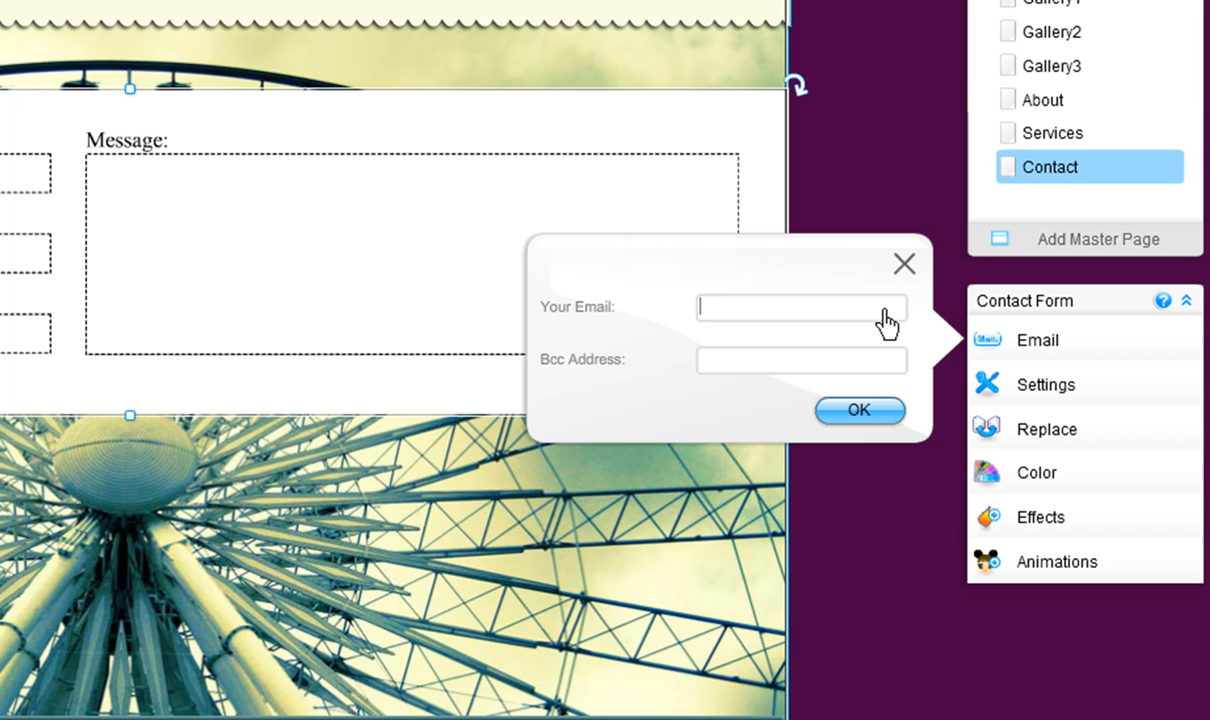 Gallery1
Gallery2
Gallery3
About
Services
Contact
Add Master Page
Message:
Your Email:
Bcc Address:
OK
Contact Form
Email
Settings
Replace
Color
Effects
Animations